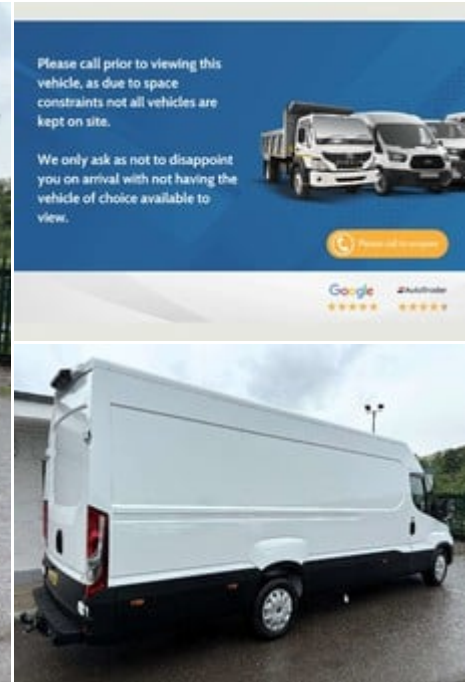 Please call prior to viewing this
vehicle, as due to space
constraints not all vehicles are
kept on site.
We only ask as not to disappoint
you on arrival with not having the
vehicle of choice available to
view.
Please call to enquire
Google
AutoTrader